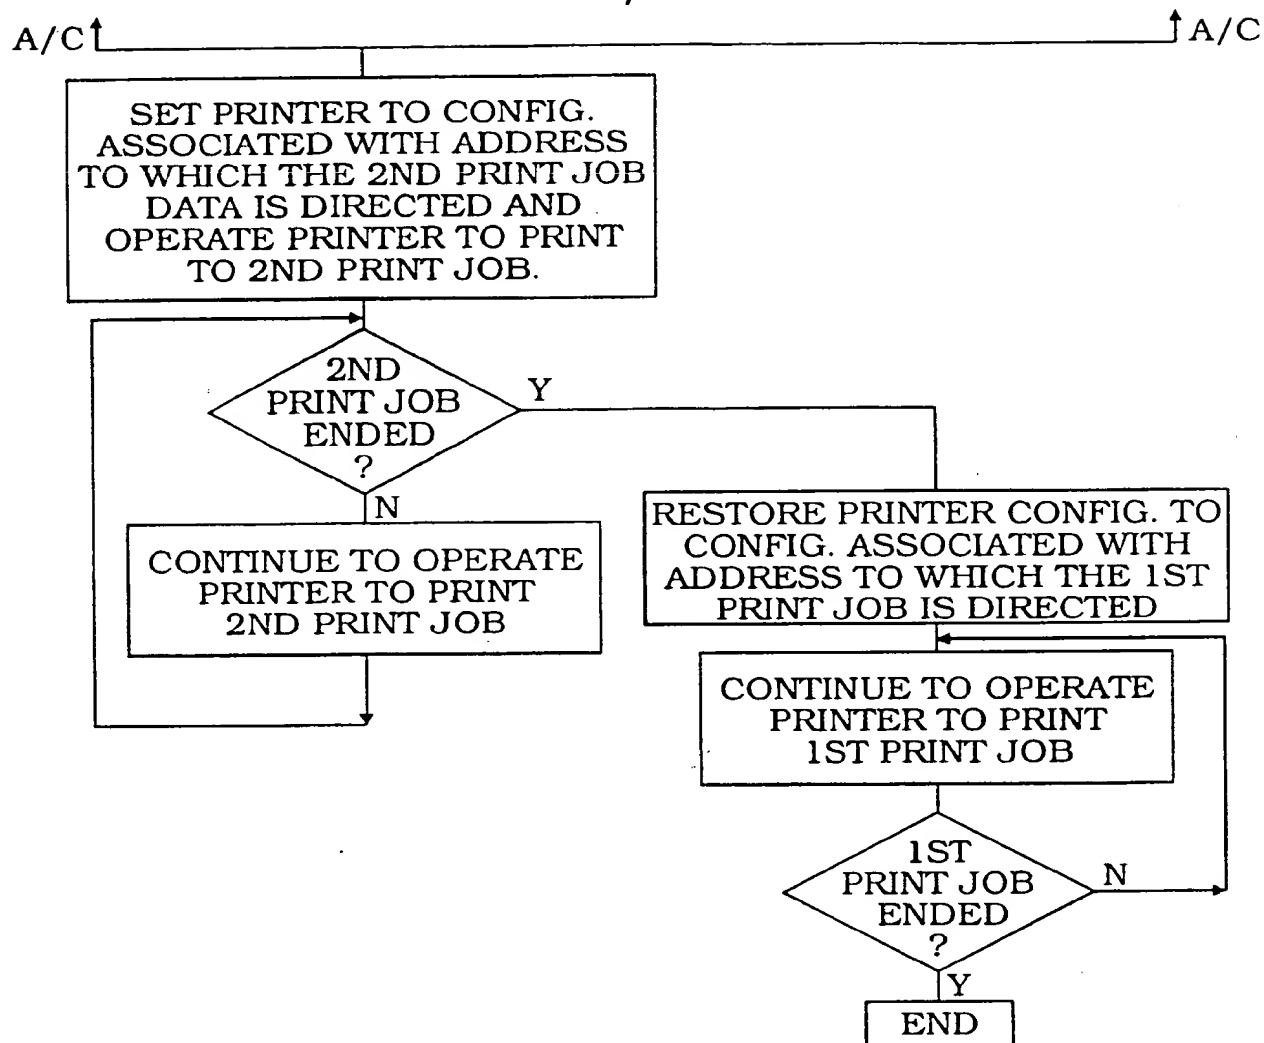 A/C
A/C
SET PRINTER TO CONFIG.
ASSOCIATED WITH ADDRESS
TO WHICH THE 2ND PRINT JOB
DATA IS DIRECTED AND
OPERATE PRINTER TO PRINT
TO 2ND PRINT JOB.
2ND
PRINT JOB
ENDED
?
Y
N
CONTINUE TO OPERATE
PRINTER TO PRINT
2ND PRINT JOB
RESTORE PRINTER CONFIG. TO
CONFIG. ASSOCIATED WITH
ADDRESS TO WHICH THE 1ST
PRINT JOB IS DIRECTED
CONTINUE TO OPERATE
PRINTER TO PRINT
1ST PRINT JOB
1ST
PRINT JOB
ENDED
?
N
Y
END